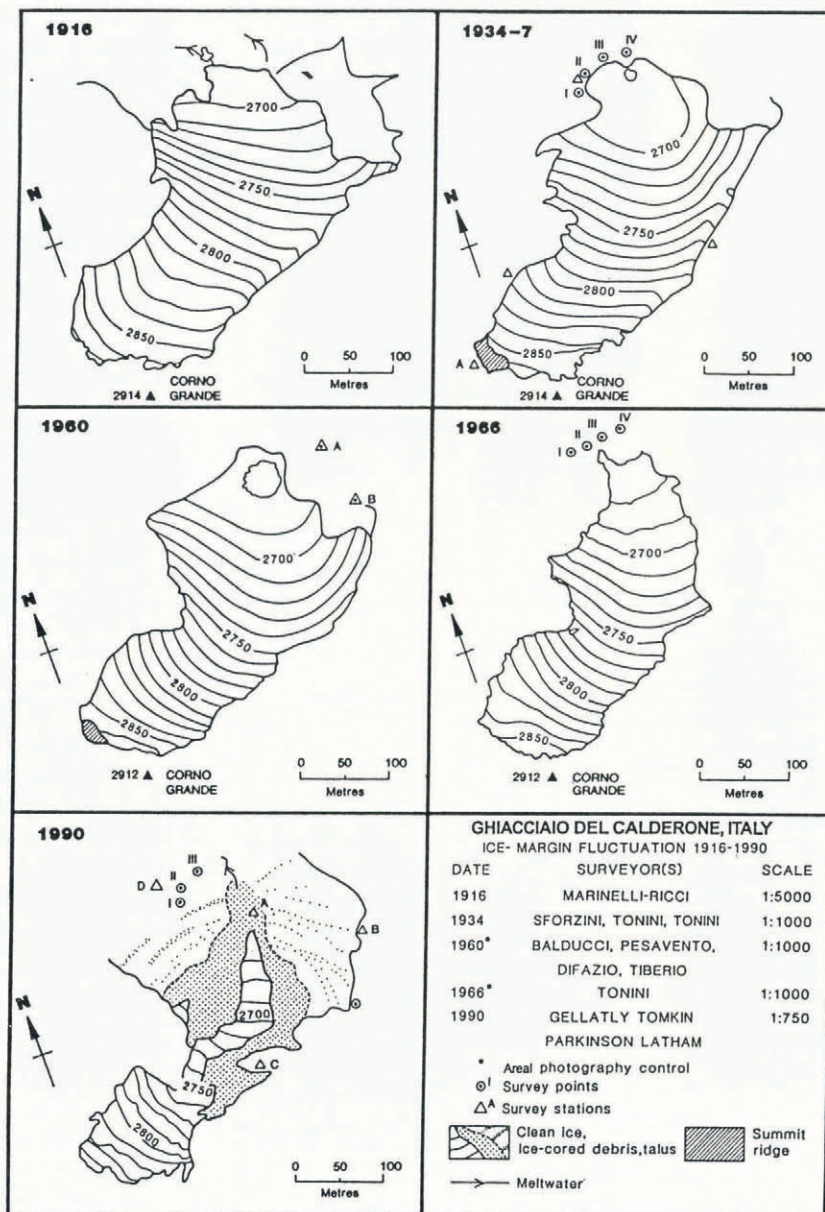 1916
2700
2750
2800
2850
N
0 50 100
Metres
2914 ▲ CORNO
GRANDE
1934-7
I
II
III
IV
2700
2750
2800
2850
N
A
0 50 100
Metres
2914 ▲ CORNO
GRANDE
1960
A
B
2700
2750
2800
2850
N
0 50 100
Metres
2912 ▲ CORNO
GRANDE
1966
I
II
III
IV
2700
2750
2800
2850
N
0 50 100
Metres
2912 ▲ CORNO
GRANDE
1990
III
II
I
D
A
B
C
2700
2750
2800
N
0 50 100
Metres
GHIACCIAIO DEL CALDERONE, ITALY
ICE- MARGIN FLUCTUATION 1916-1990
DATE SURVEYOR(S) SCALE
1916 MARINELLI-RICCI 1:5000
1934 SFORZINI, TONINI, TONINI 1:1000
1960* BALDUCCI, PESAVENTO, 1:1000
DIFAZIO, TIBERIO
1966* TONINI 1:1000
1990 GELLATLY TOMKIN 1:750
PARKINSON LATHAM
* Areal photography control
I Survey points
A Survey stations
Clean ice,
Ice-cored debris,talus
Summit
ridge
Meltwater